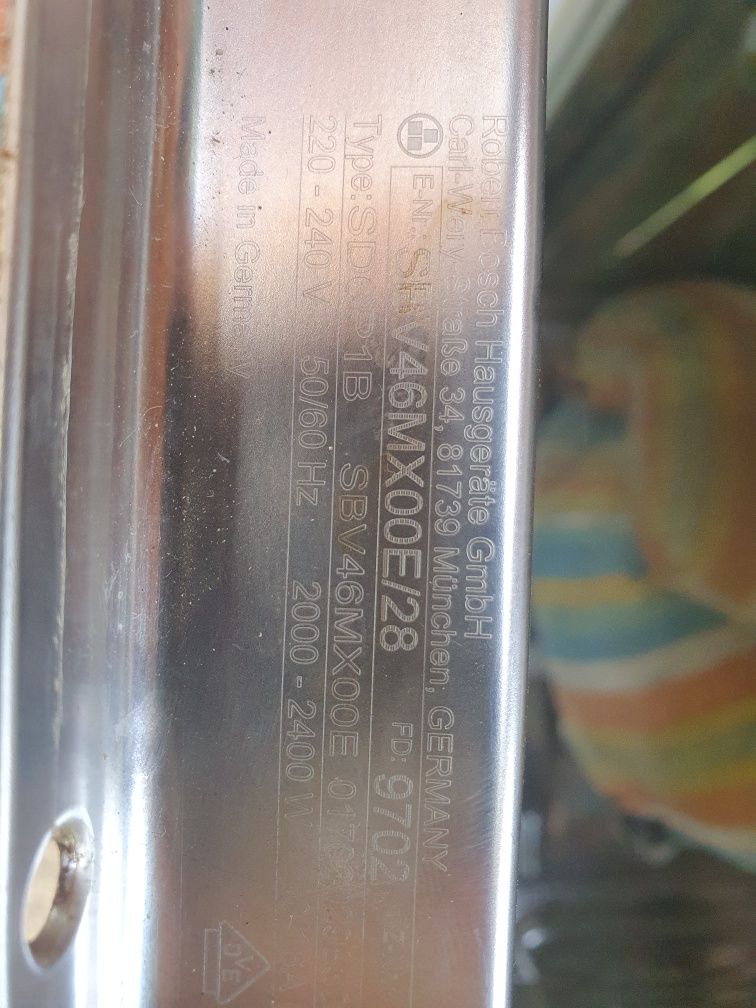 Robert Bosch Hausgeräte GmbH
Carl-Wery-Straße 34, 81739 München, GERMANY
E-Nr.: SBV46MX00E/28 FD: 9702
Type: SBV46MX00E
220 - 240 V 50/60 Hz 2000 - 2400 W
Made in Germany
DVE